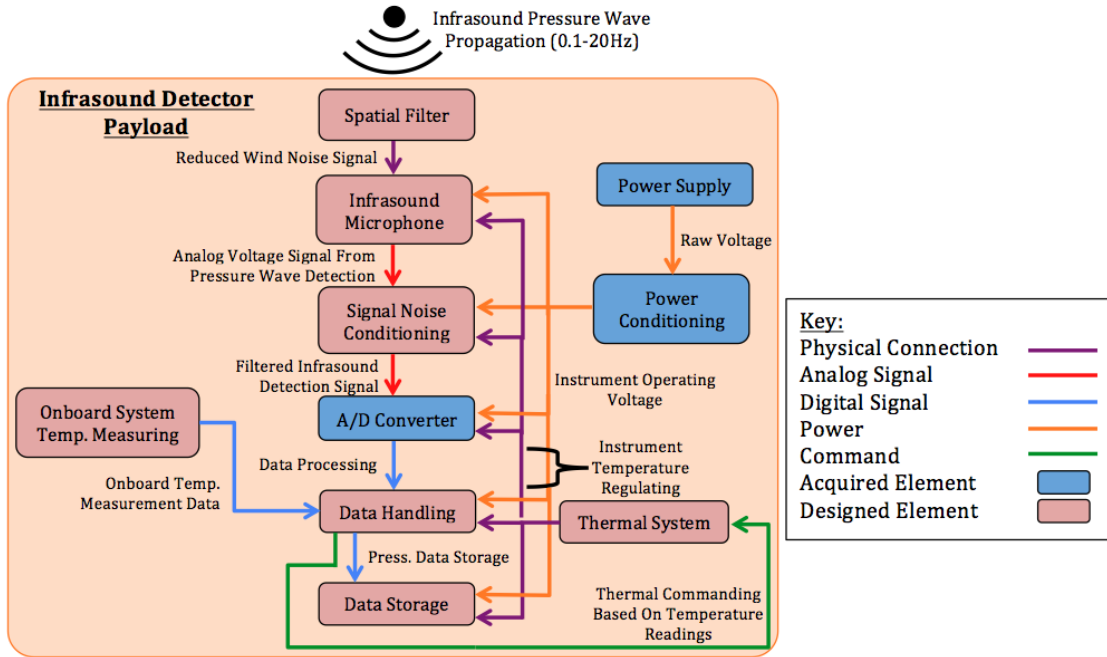 Infrasound Pressure Wave
Propagation (0.1-20Hz)
Infrasound Detector
Payload
Spatial Filter
Reduced Wind Noise Signal
Infrasound
Microphone
Power Supply
Raw Voltage
Analog Voltage Signal From
Pressure Wave Detection
Signal Noise
Conditioning
Power
Conditioning
Filtered Infrasound
Detection Signal
Instrument Operating
Voltage
Onboard System
Temp. Measuring
A/D Converter
Data Processing
Instrument
Temperature
Regulating
Onboard Temp.
Measurement Data
Data Handling
Thermal System
Press. Data Storage
Data Storage
Thermal Commanding
Based On Temperature
Readings
Key:
Physical Connection
Analog Signal
Digital Signal
Power
Command
Acquired Element
Designed Element